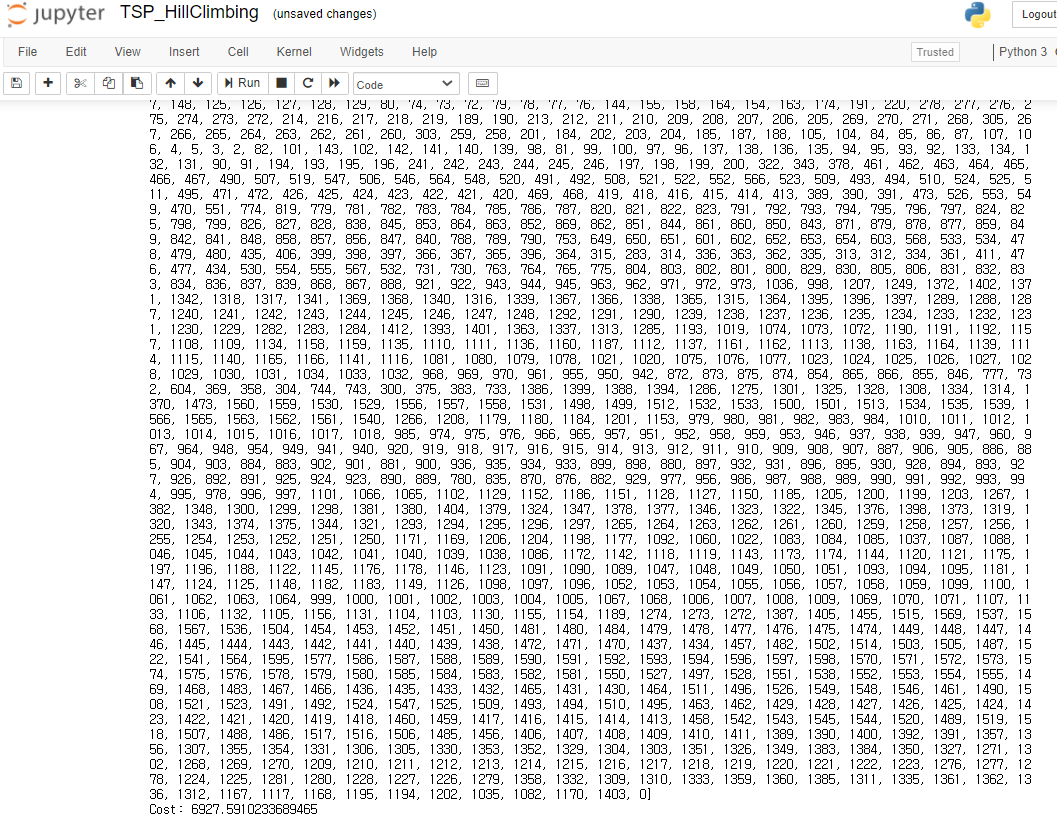 jupyter TSP_HillClimbing (unsaved changes)
Logout
File Edit View Insert Cell Kernel Widgets Help
Trusted
Python 3
Run
Code
7, 148, 125, 126, 127, 128, 129, 80, 74, 73, 72, 79, 78, 77, 76, 144, 155, 158, 164, 154, 163, 174, 191, 220, 278, 277, 276, 2
75, 274, 273, 272, 214, 216, 217, 218, 219, 189, 190, 213, 212, 211, 210, 209, 208, 207, 206, 205, 269, 270, 271, 268, 305, 26
7, 266, 265, 264, 263, 262, 261, 260, 303, 259, 258, 201, 184, 202, 203, 204, 185, 187, 188, 105, 104, 84, 85, 86, 87, 107, 10
6, 4, 5, 3, 2, 82, 101, 143, 102, 142, 141, 140, 139, 98, 81, 99, 100, 97, 96, 137, 138, 136, 135, 94, 95, 93, 92, 133, 134, 1
32, 131, 90, 91, 194, 193, 195, 196, 241, 242, 243, 244, 245, 246, 197, 198, 199, 200, 322, 343, 378, 461, 462, 463, 464, 465,
466, 467, 490, 507, 519, 547, 506, 546, 564, 548, 520, 491, 492, 508, 521, 522, 552, 566, 523, 509, 493, 494, 510, 524, 525, 5
11, 495, 471, 472, 426, 425, 424, 423, 422, 421, 420, 469, 468, 419, 418, 416, 415, 414, 413, 389, 390, 391, 473, 526, 553, 54
9, 470, 551, 774, 819, 779, 781, 782, 783, 784, 785, 786, 787, 820, 821, 822, 823, 791, 792, 793, 794, 795, 796, 797, 824, 82
5, 798, 799, 826, 827, 828, 838, 845, 853, 864, 863, 852, 869, 862, 851, 844, 861, 860, 850, 843, 871, 879, 878, 877, 859, 84
9, 842, 841, 848, 858, 857, 856, 847, 840, 788, 789, 790, 753, 649, 650, 651, 601, 602, 652, 653, 654, 603, 568, 533, 534, 47
8, 479, 480, 435, 406, 399, 398, 397, 367, 366, 365, 396, 364, 315, 283, 314, 336, 363, 362, 335, 313, 312, 334, 361, 411, 47
6, 477, 434, 530, 554, 555, 567, 532, 731, 730, 763, 764, 765, 775, 804, 803, 802, 801, 800, 829, 830, 805, 806, 831, 832, 83
3, 834, 836, 837, 839, 868, 867, 888, 921, 922, 943, 944, 945, 963, 962, 971, 972, 973, 1036, 998, 1207, 1249, 1372, 1402, 137
1, 1342, 1318, 1317, 1341, 1369, 1368, 1340, 1316, 1339, 1367, 1366, 1338, 1365, 1315, 1364, 1395, 1396, 1397, 1289, 1288, 128
7, 1240, 1241, 1242, 1243, 1244, 1245, 1246, 1247, 1248, 1292, 1291, 1290, 1239, 1238, 1237, 1236, 1235, 1234, 1233, 1232, 123
1, 1230, 1229, 1282, 1283, 1284, 1412, 1393, 1401, 1363, 1337, 1313, 1285, 1193, 1019, 1074, 1073, 1072, 1190, 1191, 1192, 115
7, 1108, 1109, 1134, 1158, 1159, 1135, 1110, 1111, 1136, 1160, 1187, 1112, 1137, 1161, 1162, 1113, 1138, 1163, 1164, 1139, 111
4, 1115, 1140, 1165, 1166, 1141, 1116, 1081, 1080, 1079, 1078, 1021, 1020, 1075, 1076, 1077, 1023, 1024, 1025, 1026, 1027, 102
8, 1029, 1030, 1031, 1034, 1033, 1032, 968, 969, 970, 961, 955, 950, 942, 872, 873, 875, 874, 854, 865, 866, 855, 846, 777, 73
2, 604, 369, 358, 304, 744, 743, 300, 375, 383, 733, 1386, 1399, 1388, 1394, 1286, 1275, 1301, 1325, 1328, 1308, 1334, 1314, 1
370, 1473, 1560, 1559, 1530, 1529, 1556, 1557, 1558, 1531, 1498, 1499, 1512, 1532, 1533, 1500, 1501, 1513, 1534, 1535, 1539, 1
566, 1565, 1563, 1562, 1561, 1540, 1266, 1208, 1179, 1180, 1184, 1201, 1153, 979, 980, 981, 982, 983, 984, 1010, 1011, 1012, 1
013, 1014, 1015, 1016, 1017, 1018, 985, 974, 975, 976, 966, 965, 957, 951, 952, 958, 959, 953, 946, 937, 938, 939, 947, 960, 9
67, 964, 948, 954, 949, 941, 940, 920, 919, 918, 917, 916, 915, 914, 913, 912, 911, 910, 909, 908, 907, 887, 906, 905, 886, 88
5, 904, 903, 884, 883, 902, 901, 881, 900, 936, 935, 934, 933, 899, 898, 880, 897, 932, 931, 896, 895, 930, 928, 894, 893, 92
7, 926, 892, 891, 925, 924, 923, 890, 889, 780, 835, 870, 876, 882, 929, 977, 956, 986, 987, 988, 989, 990, 991, 992, 993, 99
4, 995, 978, 996, 997, 1101, 1066, 1065, 1102, 1129, 1152, 1186, 1151, 1128, 1127, 1150, 1185, 1205, 1200, 1199, 1203, 1267, 1
382, 1348, 1300, 1299, 1298, 1381, 1380, 1404, 1379, 1324, 1347, 1378, 1377, 1346, 1323, 1322, 1345, 1376, 1398, 1373, 1319, 1
320, 1343, 1374, 1375, 1344, 1321, 1293, 1294, 1295, 1296, 1297, 1265, 1264, 1263, 1262, 1261, 1260, 1259, 1258, 1257, 1256, 1
255, 1254, 1253, 1252, 1251, 1250, 1171, 1169, 1206, 1204, 1198, 1177, 1092, 1060, 1022, 1083, 1084, 1085, 1037, 1087, 1088, 1
046, 1045, 1044, 1043, 1042, 1041, 1040, 1039, 1038, 1086, 1172, 1142, 1118, 1119, 1143, 1173, 1174, 1144, 1120, 1121, 1175, 1
197, 1196, 1188, 1122, 1145, 1176, 1178, 1146, 1123, 1091, 1090, 1089, 1047, 1048, 1049, 1050, 1051, 1093, 1094, 1095, 1181, 1
147, 1124, 1125, 1148, 1182, 1183, 1149, 1126, 1098, 1097, 1096, 1052, 1053, 1054, 1055, 1056, 1057, 1058, 1059, 1099, 1100, 1
061, 1062, 1063, 1064, 999, 1000, 1001, 1002, 1003, 1004, 1005, 1067, 1068, 1006, 1007, 1008, 1009, 1069, 1070, 1071, 1107, 11
33, 1106, 1132, 1105, 1156, 1131, 1104, 1103, 1130, 1155, 1154, 1189, 1274, 1273, 1272, 1387, 1405, 1455, 1515, 1569, 1537, 15
68, 1567, 1536, 1504, 1454, 1453, 1452, 1451, 1450, 1481, 1480, 1484, 1479, 1478, 1477, 1476, 1475, 1474, 1449, 1448, 1447, 14
46, 1445, 1444, 1443, 1442, 1441, 1440, 1439, 1438, 1472, 1471, 1470, 1437, 1434, 1457, 1482, 1502, 1514, 1503, 1505, 1487, 15
22, 1541, 1564, 1595, 1577, 1586, 1587, 1588, 1589, 1590, 1591, 1592, 1593, 1594, 1596, 1597, 1598, 1570, 1571, 1572, 1573, 15
74, 1575, 1576, 1578, 1579, 1580, 1585, 1584, 1583, 1582, 1581, 1550, 1527, 1497, 1528, 1551, 1538, 1552, 1553, 1554, 1555, 14
69, 1468, 1483, 1467, 1466, 1436, 1435, 1433, 1432, 1465, 1431, 1430, 1464, 1511, 1496, 1526, 1549, 1548, 1546, 1461, 1490, 15
08, 1521, 1523, 1491, 1492, 1524, 1547, 1525, 1509, 1493, 1494, 1510, 1495, 1463, 1462, 1429, 1428, 1427, 1426, 1425, 1424, 14
23, 1422, 1421, 1420, 1419, 1418, 1460, 1459, 1417, 1416, 1415, 1414, 1413, 1458, 1542, 1543, 1545, 1544, 1520, 1489, 1519, 15
18, 1507, 1488, 1486, 1517, 1516, 1506, 1485, 1456, 1406, 1407, 1408, 1409, 1410, 1411, 1389, 1390, 1400, 1392, 1391, 1357, 13
56, 1307, 1355, 1354, 1331, 1306, 1305, 1330, 1353, 1352, 1329, 1304, 1303, 1351, 1326, 1349, 1383, 1384, 1350, 1327, 1271, 13
02, 1268, 1269, 1270, 1209, 1210, 1211, 1212, 1213, 1214, 1215, 1216, 1217, 1218, 1219, 1220, 1221, 1222, 1223, 1276, 1277, 12
78, 1224, 1225, 1281, 1280, 1228, 1227, 1226, 1279, 1358, 1332, 1309, 1310, 1333, 1359, 1360, 1385, 1311, 1335, 1361, 1362, 13
36, 1312, 1167, 1117, 1168, 1195, 1194, 1202, 1035, 1082, 1170, 1403, 0]
Cost: 6927.5910233689465